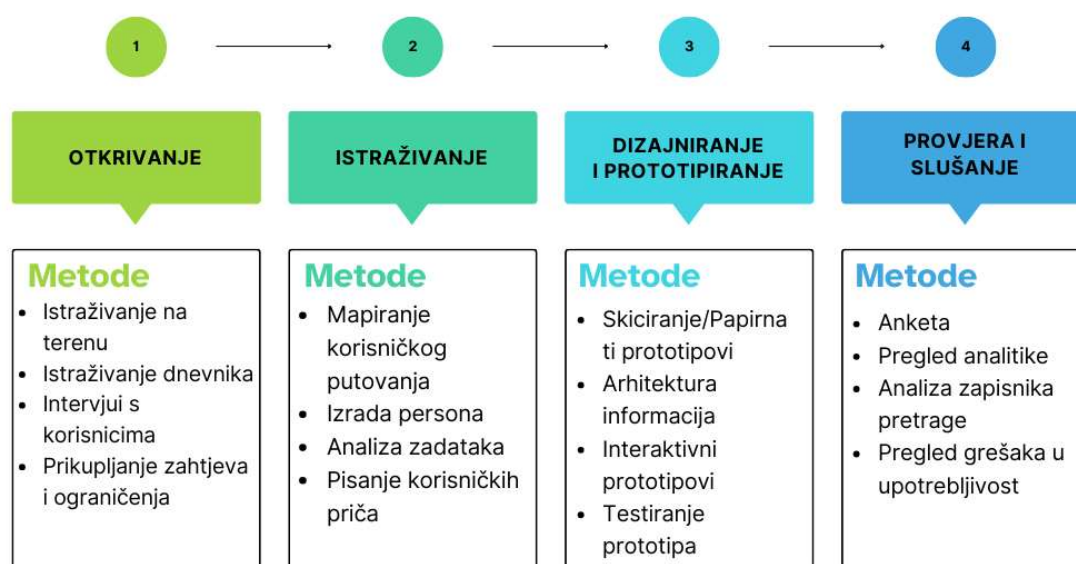 1
2
3
4
OTKRIVANJE
ISTRAŽIVANJE
DIZAJNIRANJE
I PROTOTIPIRANJE
PROVJERA I
SLUŠANJE
Metode
• Istraživanje na
terenu
• Istraživanje dnevnika
• Intervjui s
korisnicima
• Prikupljanje zahtjeva
i ograničenja
Metode
• Mapiranje
korisničkog
putovanja
• Izrada persona
• Analiza zadataka
• Pisanje korisničkih
priča
Metode
• Skiciranje/Papirna
ti prototipovi
• Arhitektura
informacija
• Interaktivni
prototipovi
• Testiranje
prototipa
Metode
• Anketa
• Pregled analitike
• Analiza zapisnika
pretrage
• Pregled grešaka u
upotrebljivost